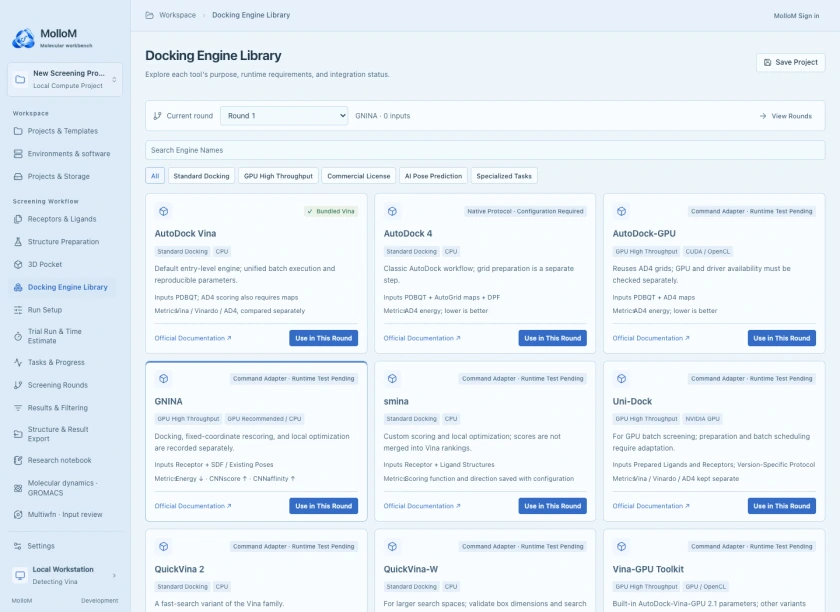 MolloM
Molecular workbench
New Screening Pro...
Local Compute Project
Workspace
Projects & Templates
Environments & software
Projects & Storage
Screening Workflow
Receptors & Ligands
Structure Preparation
3D Pocket
Docking Engine Library
Run Setup
Trial Run & Time
Estimate
Tasks & Progress
Screening Rounds
Results & Filtering
Structure & Result
Export
Research notebook
Molecular dynamics ·
GROMACS
Multiwfn · Input review
Settings
Local Workstation
Detecting Vina
MolloM Development
Workspace › Docking Engine Library
MolloM Sign in
Docking Engine Library
Explore each tool's purpose, runtime requirements, and integration status.
Save Project
Current round Round 1 GNINA · 0 inputs
→ View Rounds
Search Engine Names
All Standard Docking GPU High Throughput Commercial License AI Pose Prediction Specialized Tasks
✓ Bundled Vina
AutoDock Vina
Standard Docking CPU
Default entry-level engine; unified batch execution and
reproducible parameters.
Inputs PDBQT; AD4 scoring also requires maps
Metrics Vina / Vinardo / AD4, compared separately
Official Documentation ↗ Use in This Round
Native Protocol · Configuration Required
AutoDock 4
Standard Docking CPU
Classic AutoDock workflow; grid preparation is a separate
step.
Inputs PDBQT + AutoGrid maps + DPF
Metrics AD4 energy; lower is better
Official Documentation ↗ Use in This Round
Command Adapter · Runtime Test Pending
AutoDock-GPU
GPU High Throughput CUDA / OpenCL
Reuses AD4 grids; GPU and driver availability must be
checked separately.
Inputs PDBQT + AD4 maps
Metrics AD4 energy; lower is better
Official Documentation ↗ Use in This Round
Command Adapter · Runtime Test Pending
GNINA
GPU High Throughput GPU Recommended / CPU
Docking, fixed-coordinate rescoring, and local optimization
are recorded separately.
Inputs Receptor + SDF / Existing Poses
Metrics Energy ↓ · CNNscore ↑ · CNNaffinity ↑
Official Documentation ↗ Use in This Round
Command Adapter · Runtime Test Pending
smina
Standard Docking CPU
Custom scoring and local optimization; scores are not
merged into Vina rankings.
Inputs Receptor + Ligand Structures
Metrics Scoring function and direction saved with configuration
Official Documentation ↗ Use in This Round
Command Adapter · Runtime Test Pending
Uni-Dock
GPU High Throughput NVIDIA GPU
For GPU batch screening; preparation and batch scheduling
require adaptation.
Inputs Prepared Ligands and Receptors; Version-Specific Protocol
Metrics Vina / Vinardo / AD4 kept separate
Official Documentation ↗ Use in This Round
Command Adapter · Runtime Test Pending
QuickVina 2
Standard Docking CPU
A fast-search variant of the Vina family.
Command Adapter · Runtime Test Pending
QuickVina-W
Standard Docking CPU
For larger search spaces; validate box dimensions and search
Command Adapter · Runtime Test Pending
Vina-GPU Toolkit
GPU High Throughput GPU / OpenCL
Built-in AutoDock-Vina-GPU 2.1 parameters; other variants